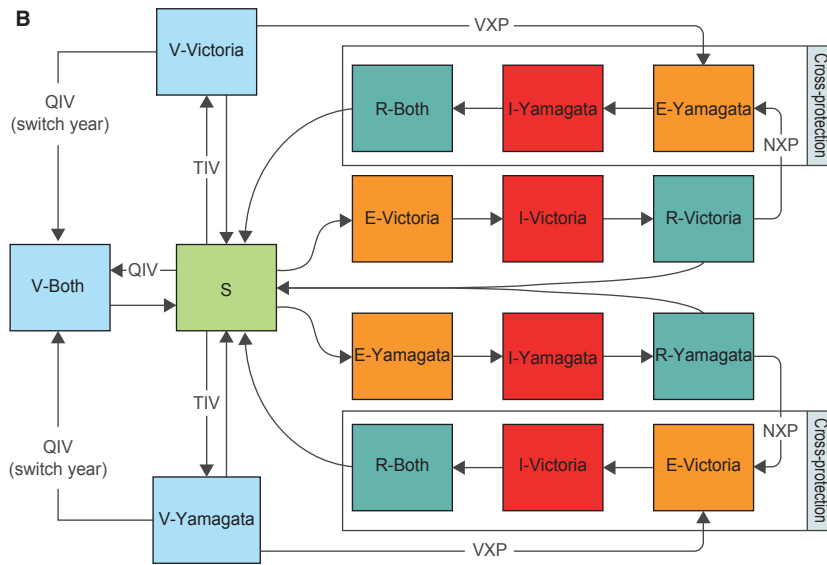 B
V-Victoria
VXP
QIV
(switch year)
TIV
R-Both
I-Yamagata
E-Yamagata
Cross-protection
NXP
E-Victoria
I-Victoria
R-Victoria
V-Both
QIV
S
E-Yamagata
I-Yamagata
R-Yamagata
TIV
NXP
QIV
(switch year)
R-Both
I-Victoria
E-Victoria
Cross-protection
V-Yamagata
VXP